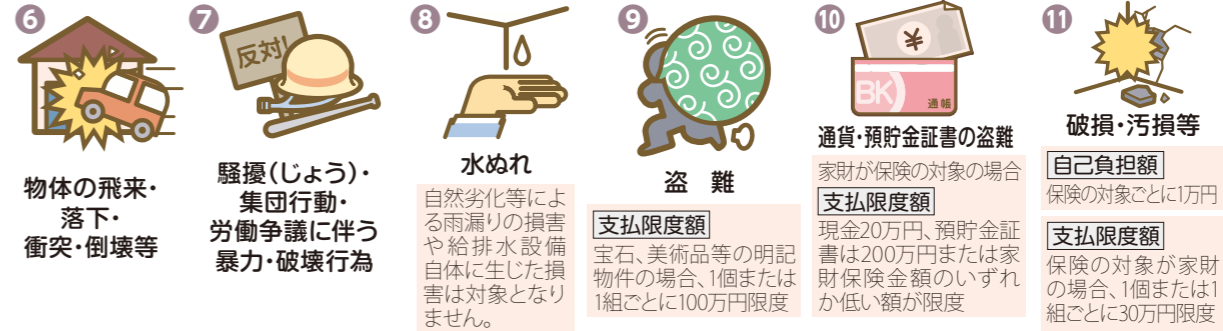 ⑥
物体の飛来・
落下・
衝突・倒壊等
⑦
反対!
騒擾(じょう)・
集団行動・
労働争議に伴う
暴力・破壊行為
⑧
水ぬれ
自然劣化等によ
る雨漏りの損害
や給排水設備
自体に生じた損
害は対象となり
ません。
⑨
盗 難
支払限度額
宝石、美術品等の明記
物件の場合、1個または
1組ごとに100万円限度
⑩
¥
BK
通帳
通貨・預貯金証書の盗難
家財が保険の対象の場合
支払限度額
現金20万円、預貯金証
書は200万円または家
財保険金額のいずれ
か低い額が限度
⑪
破損・汚損等
自己負担額
保険の対象ごとに1万円
支払限度額
保険の対象が家財
の場合、1個または1
組ごとに30万円限度